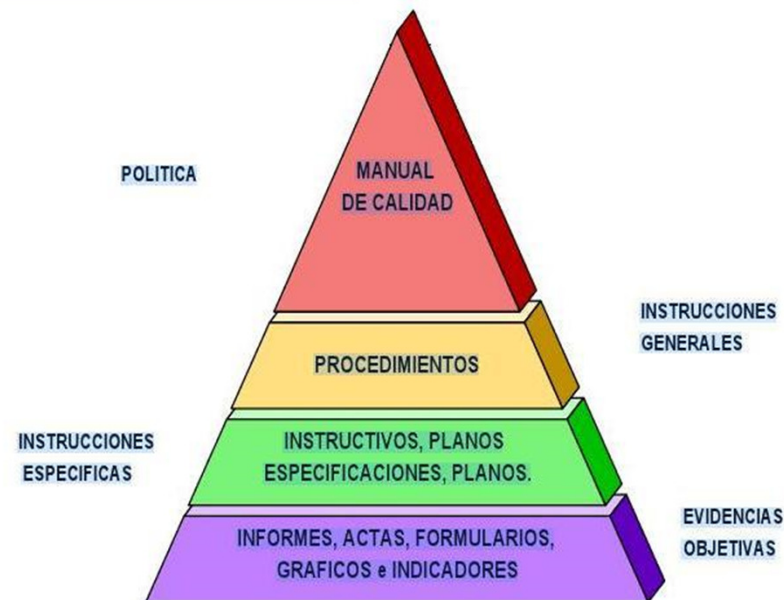 POLITICA
MANUAL
DE CALIDAD
INSTRUCCIONES
GENERALES
PROCEDIMIENTOS
INSTRUCCIONES
ESPECIFICAS
INSTRUCTIVOS, PLANOS
ESPECIFICACIONES, PLANOS.
EVIDENCIAS
OBJETIVAS
INFORMES, ACTAS, FORMULARIOS,
GRAFICOS e INDICADORES